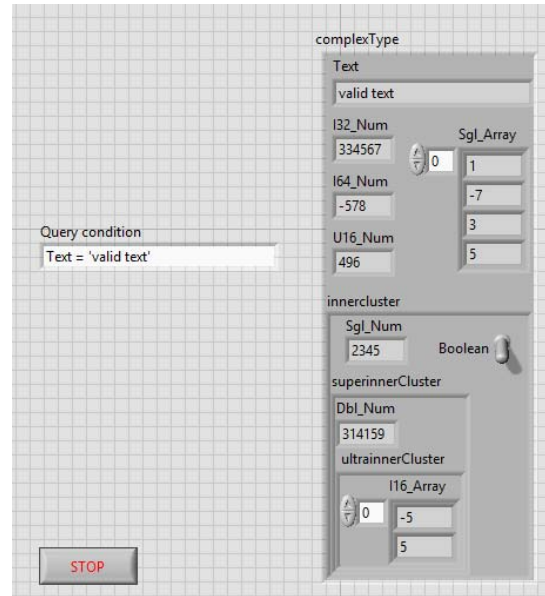 complexType
Text
valid text
I32_Num
334567
Sgl_Array
0
1
-7
3
5
I64_Num
-578
U16_Num
496
Query condition
Text = 'valid text'
innercluster
Sgl_Num
2345
Boolean
superinnerCluster
Dbl_Num
314159
ultrainnerCluster
I16_Array
0
-5
5
STOP